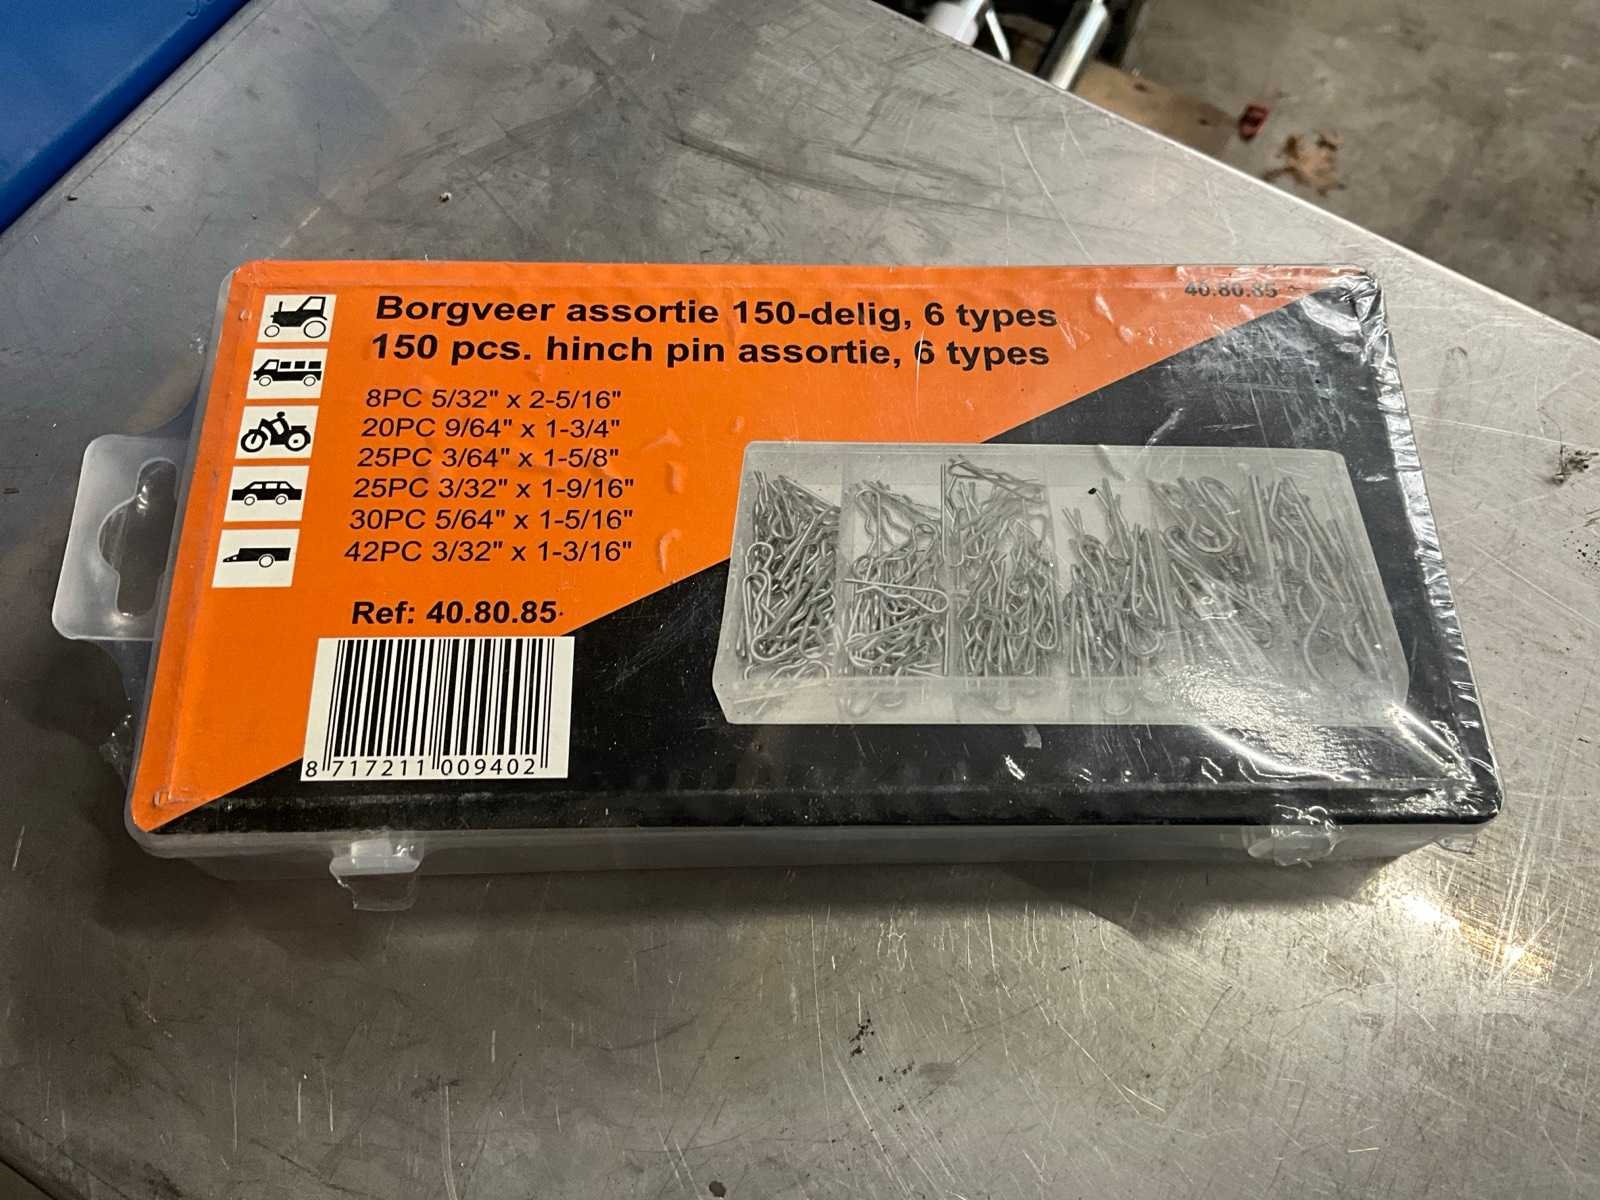 40.80.85
Borgveer assortie 150-delig, 6 types
150 pcs. hinch pin assortie, 6 types
8PC 5/32" x 2-5/16"
20PC 9/64" x 1-3/4"
25PC 3/64" x 1-5/8"
25PC 3/32" x 1-9/16"
30PC 5/64" x 1-5/16"
42PC 3/32" x 1-3/16"
Ref: 40.80.85
8 717211 009402